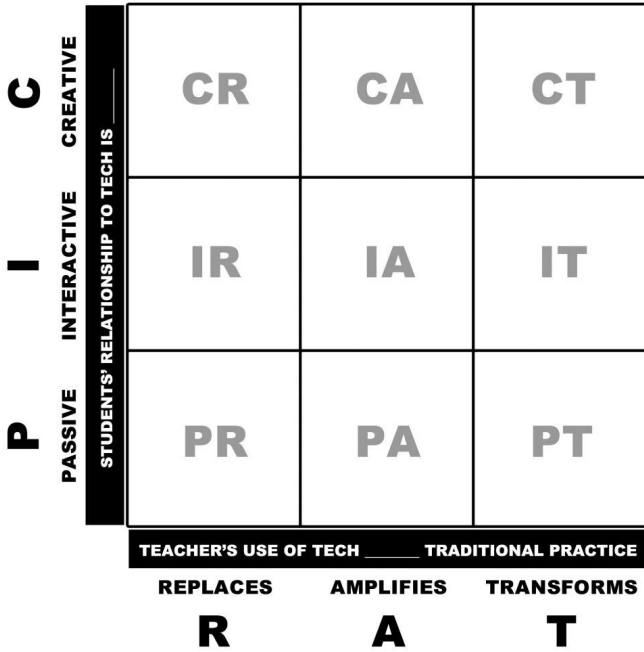 C
CREATIVE
I
INTERACTIVE
P
PASSIVE
STUDENTS' RELATIONSHIP TO TECH IS ______
CR CA CT
IR IA IT
PR PA PT
TEACHER'S USE OF TECH ______ TRADITIONAL PRACTICE
REPLACES AMPLIFIES TRANSFORMS
R A T